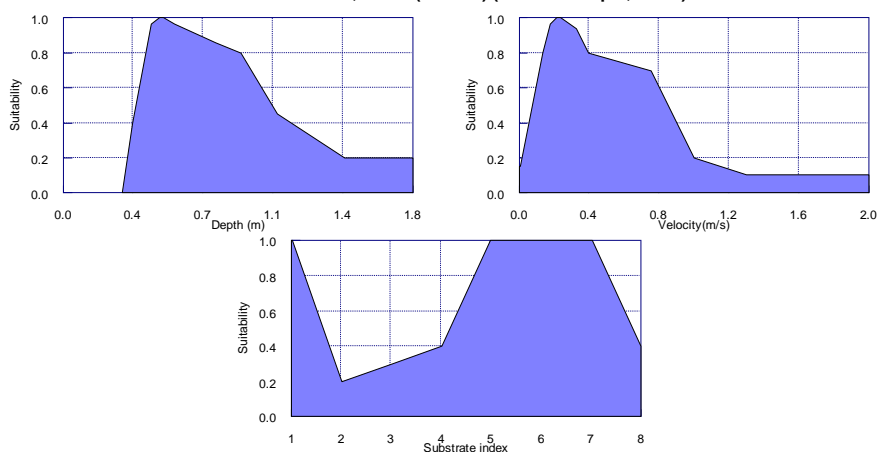 1.0 0.8 0.6 0.4 0.2 0.0
Suitability
0.0 0.4 0.7 1.1 1.4 1.8
Depth (m)
1.0 0.8 0.6 0.4 0.2 0.0
Suitability
0.0 0.4 0.8 1.2 1.6 2.0
Velocity(m/s)
1.0 0.8 0.6 0.4 0.2 0.0
Suitability
1 2 3 4 5 6 7 8
Substrate index